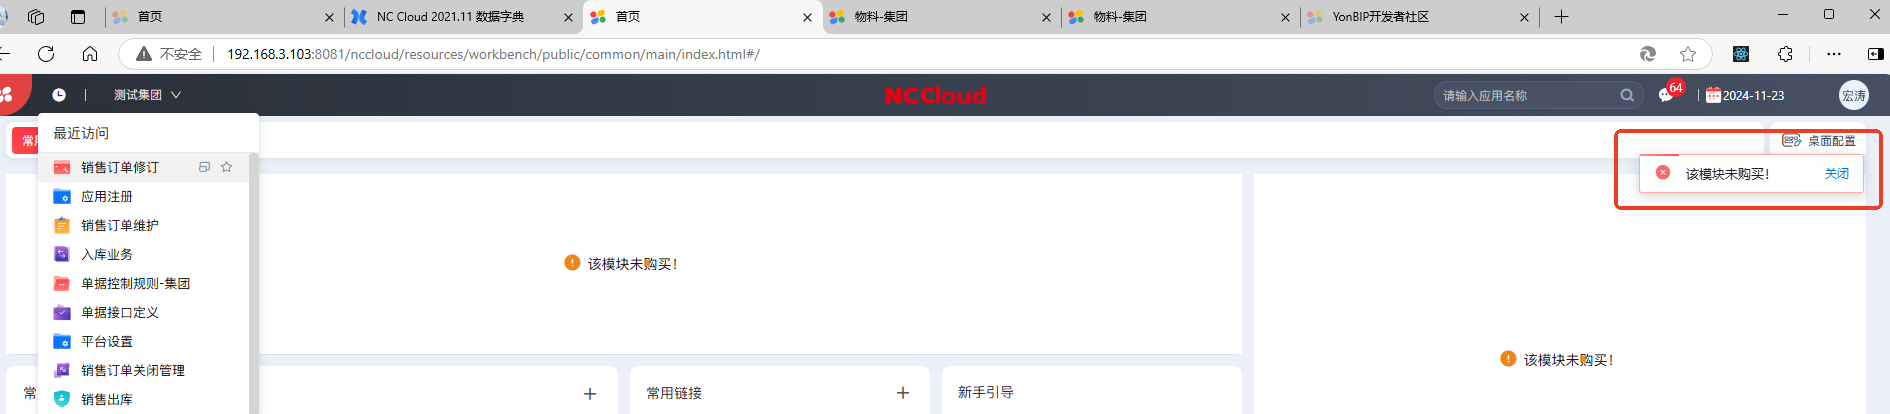 首页
NC Cloud 2021.11 数据字典
首页
物料-集团
物料-集团
YonBIP开发者社区
不安全
192.168.3.103:8081/nccloud/resources/workbench/public/common/main/index.html#/
测试集团
NC Cloud
请输入应用名称
64
2024-11-23
宏涛
最近访问
常用
桌面配置
销售订单修订
该模块未购买!
关闭
应用注册
销售订单维护
入库业务
该模块未购买!
单据控制规则-集团
单据接口定义
平台设置
该模块未购买!
销售订单关闭管理
常
常用链接
新手引导
销售出库